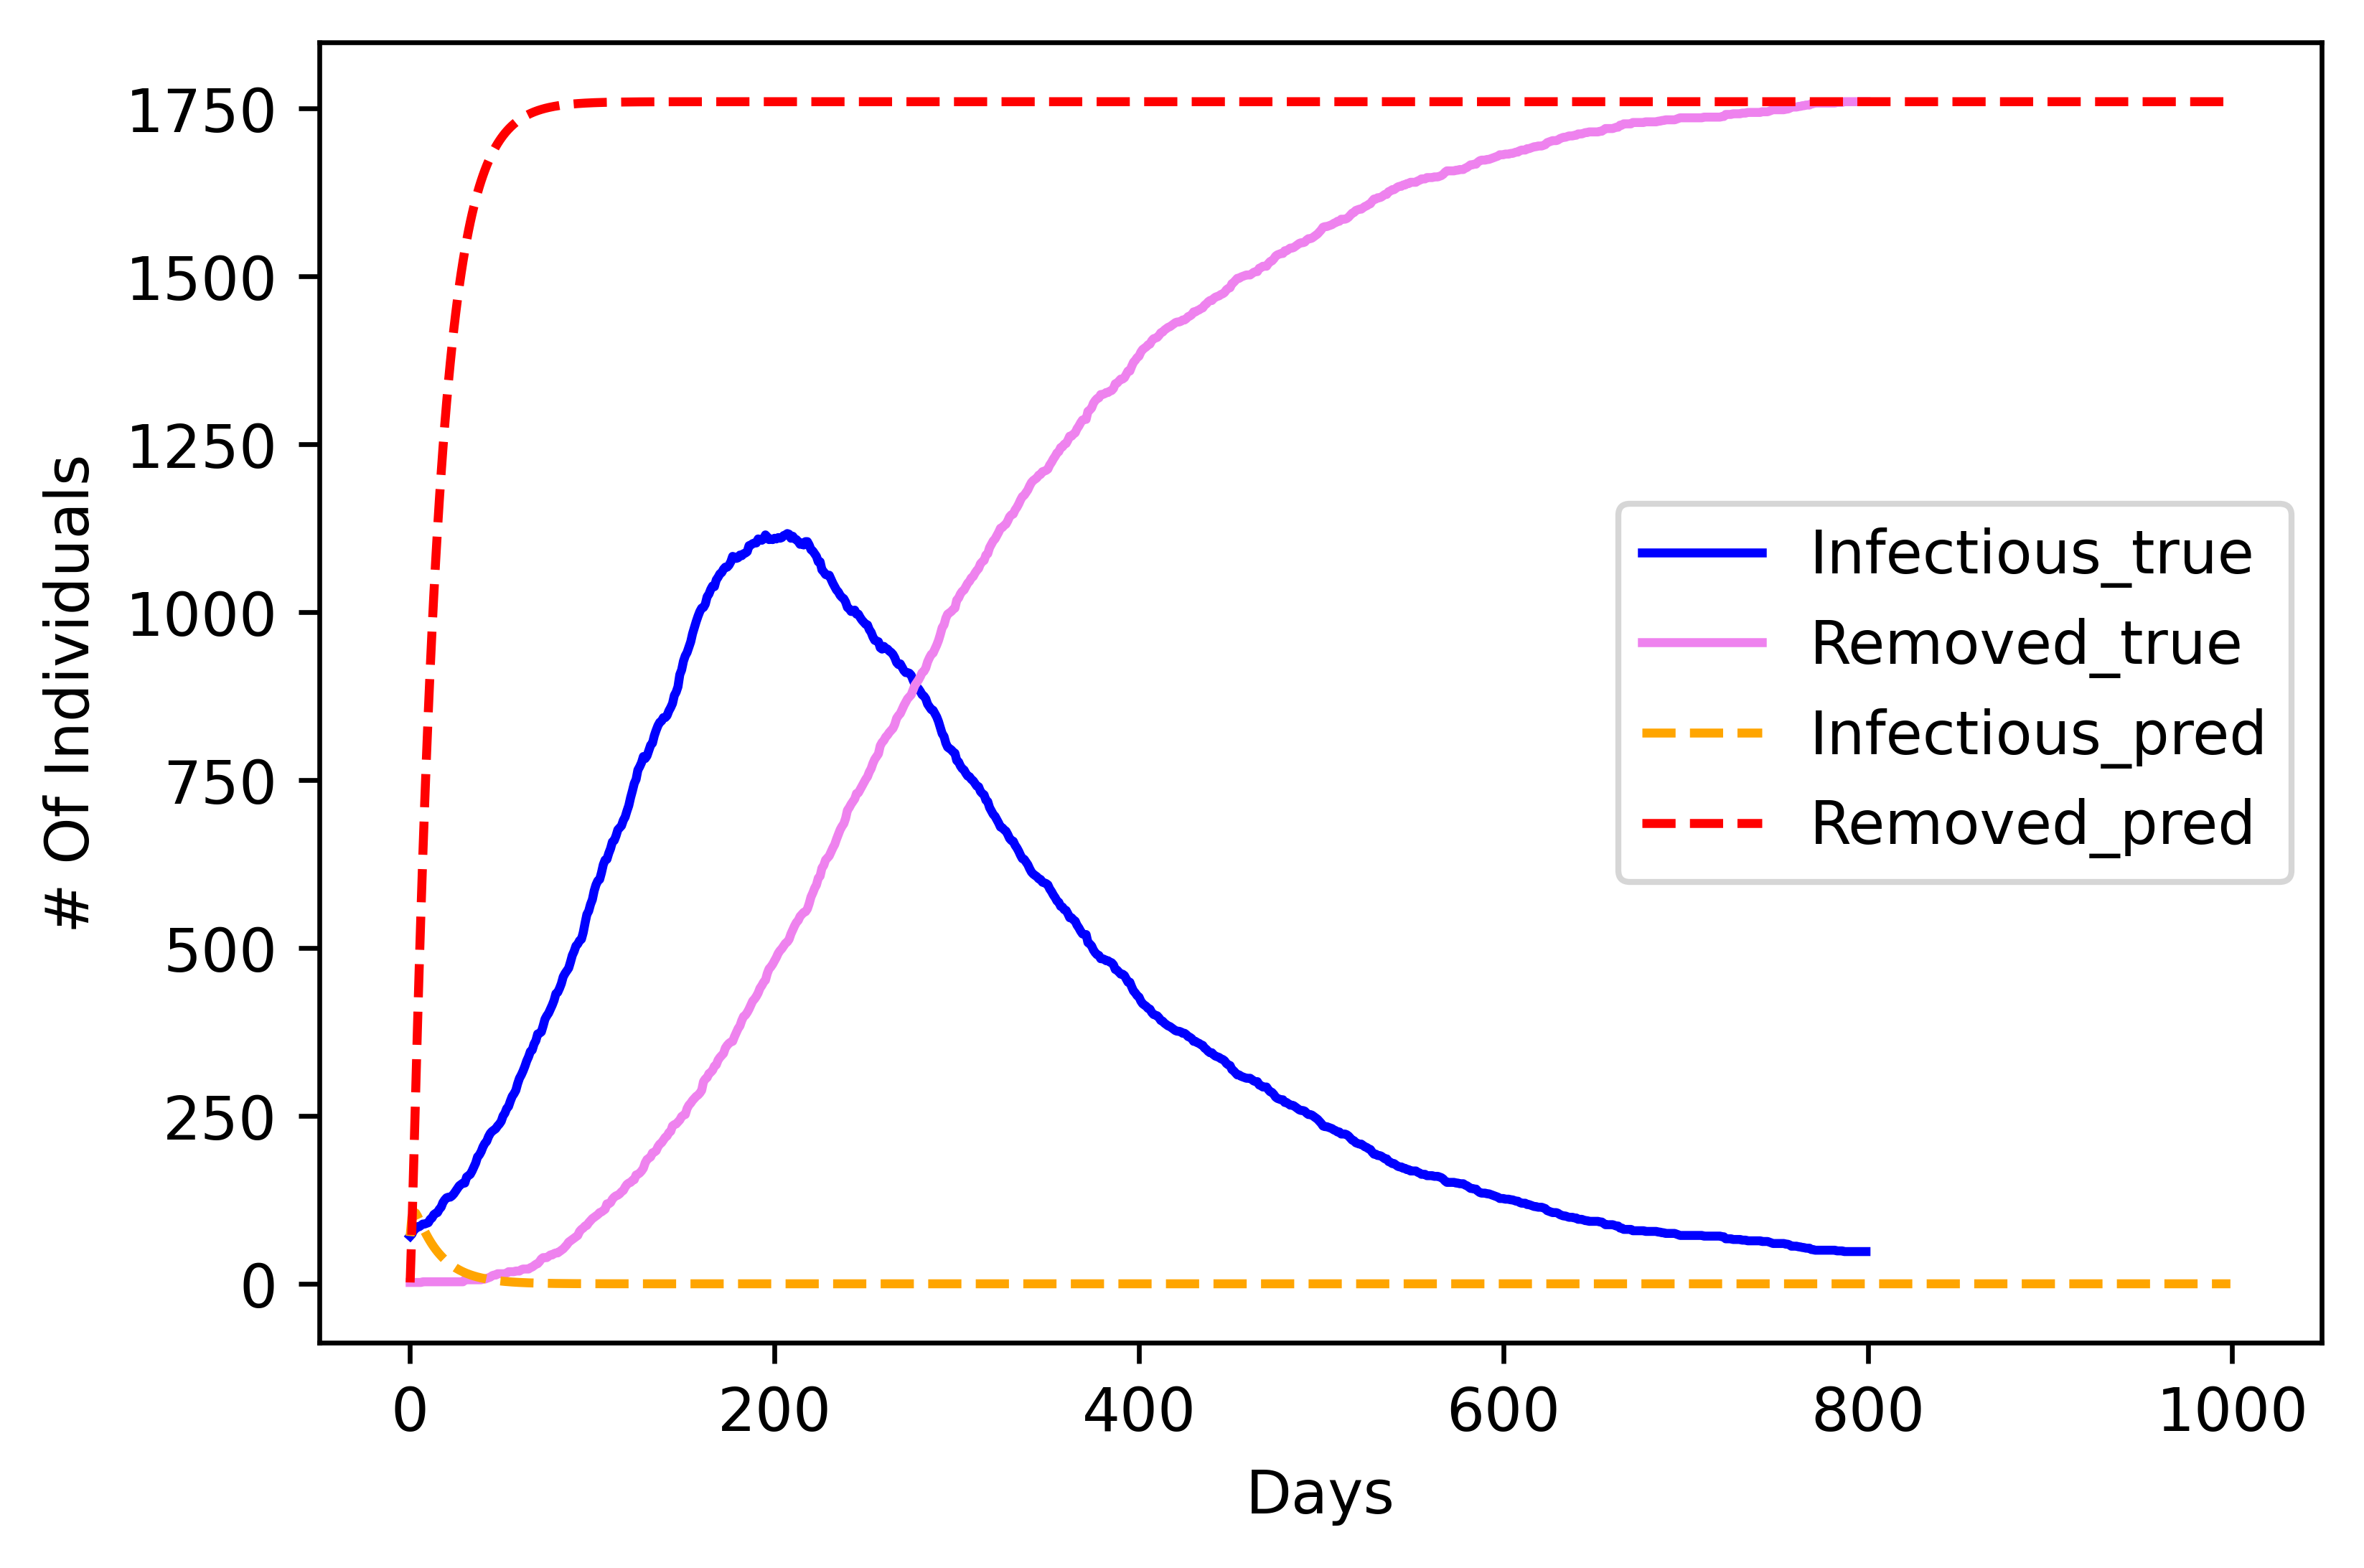 1750
1500
1250
1000
750
500
250
0
# Of Individuals
Infectious_true
Removed_true
Infectious_pred
Removed_pred
0 200 400 600 800 1000
Days